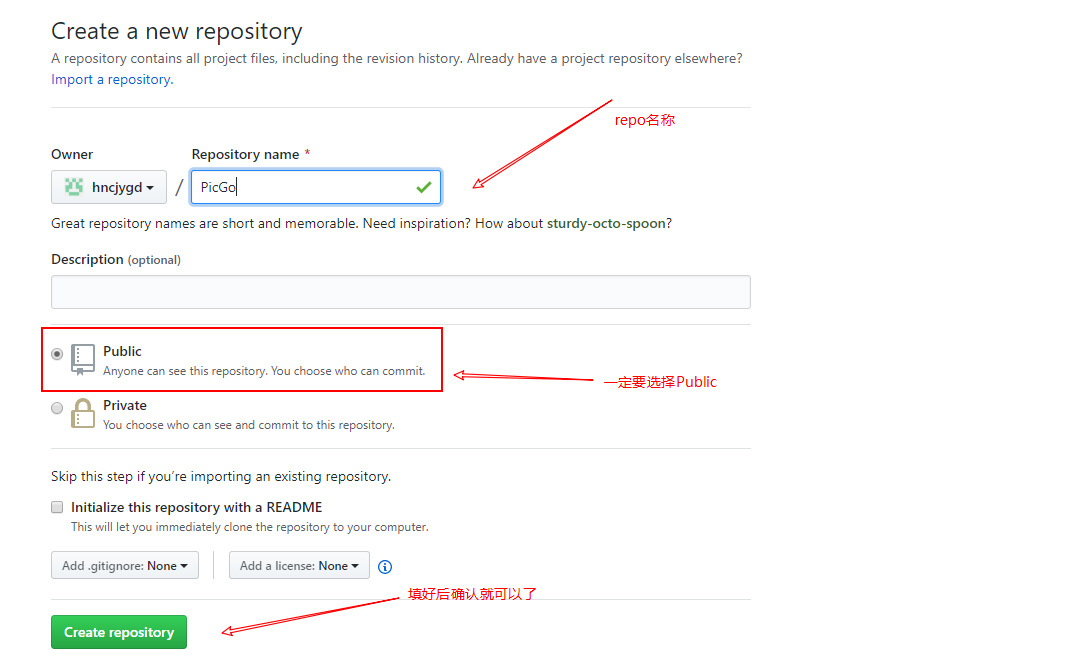 Create a new repository
A repository contains all project files, including the revision history. Already have a project repository elsewhere?
Import a repository.
repo名称
Owner
Repository name *
hncjygd
/
PicGo
Great repository names are short and memorable. Need inspiration? How about sturdy-octo-spoon?
Description (optional)
Public
Anyone can see this repository. You choose who can commit.
一定要选择Public
Private
You choose who can see and commit to this repository.
Skip this step if you’re importing an existing repository.
Initialize this repository with a README
This will let you immediately clone the repository to your computer.
Add .gitignore: None
Add a license: None
填好后确认就可以了
Create repository